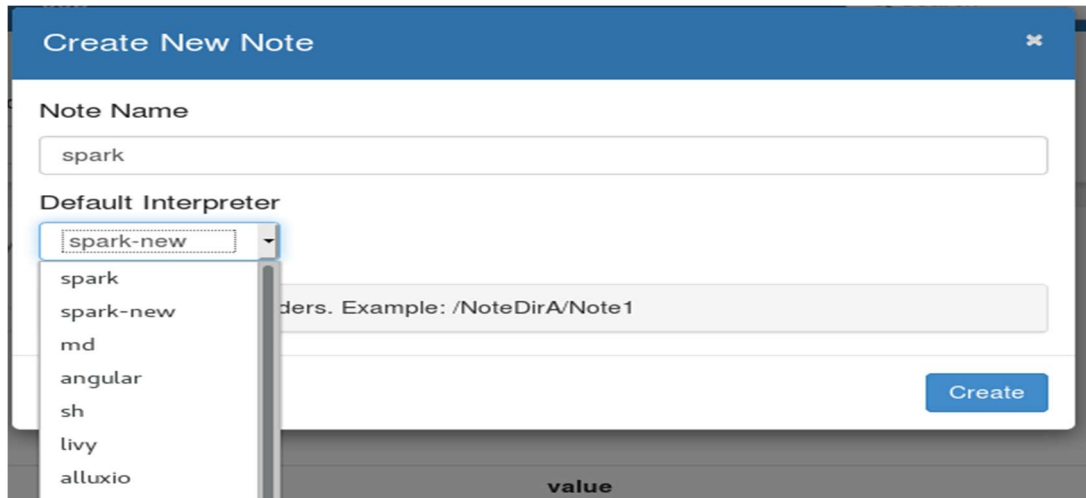 Create New Note
Note Name
spark
Default Interpreter
spark-new
spark
spark-new
ders. Example: /NoteDirA/Note1
md
angular
Create
sh
livy
alluxio
value